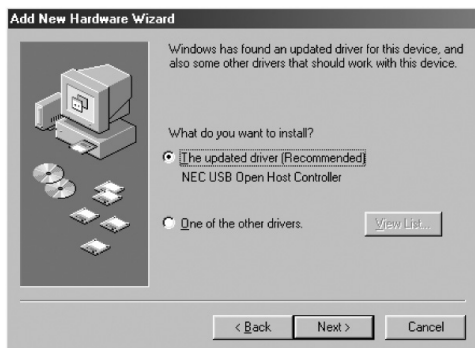 Add New Hardware Wizard
Windows has found an updated driver for this device, and
also some other drivers that should work with this device.
What do you want to install?
The updated driver (Recommended)
NEC USB Open Host Controller
One of the other drivers.
View List...
< Back
Next >
Cancel